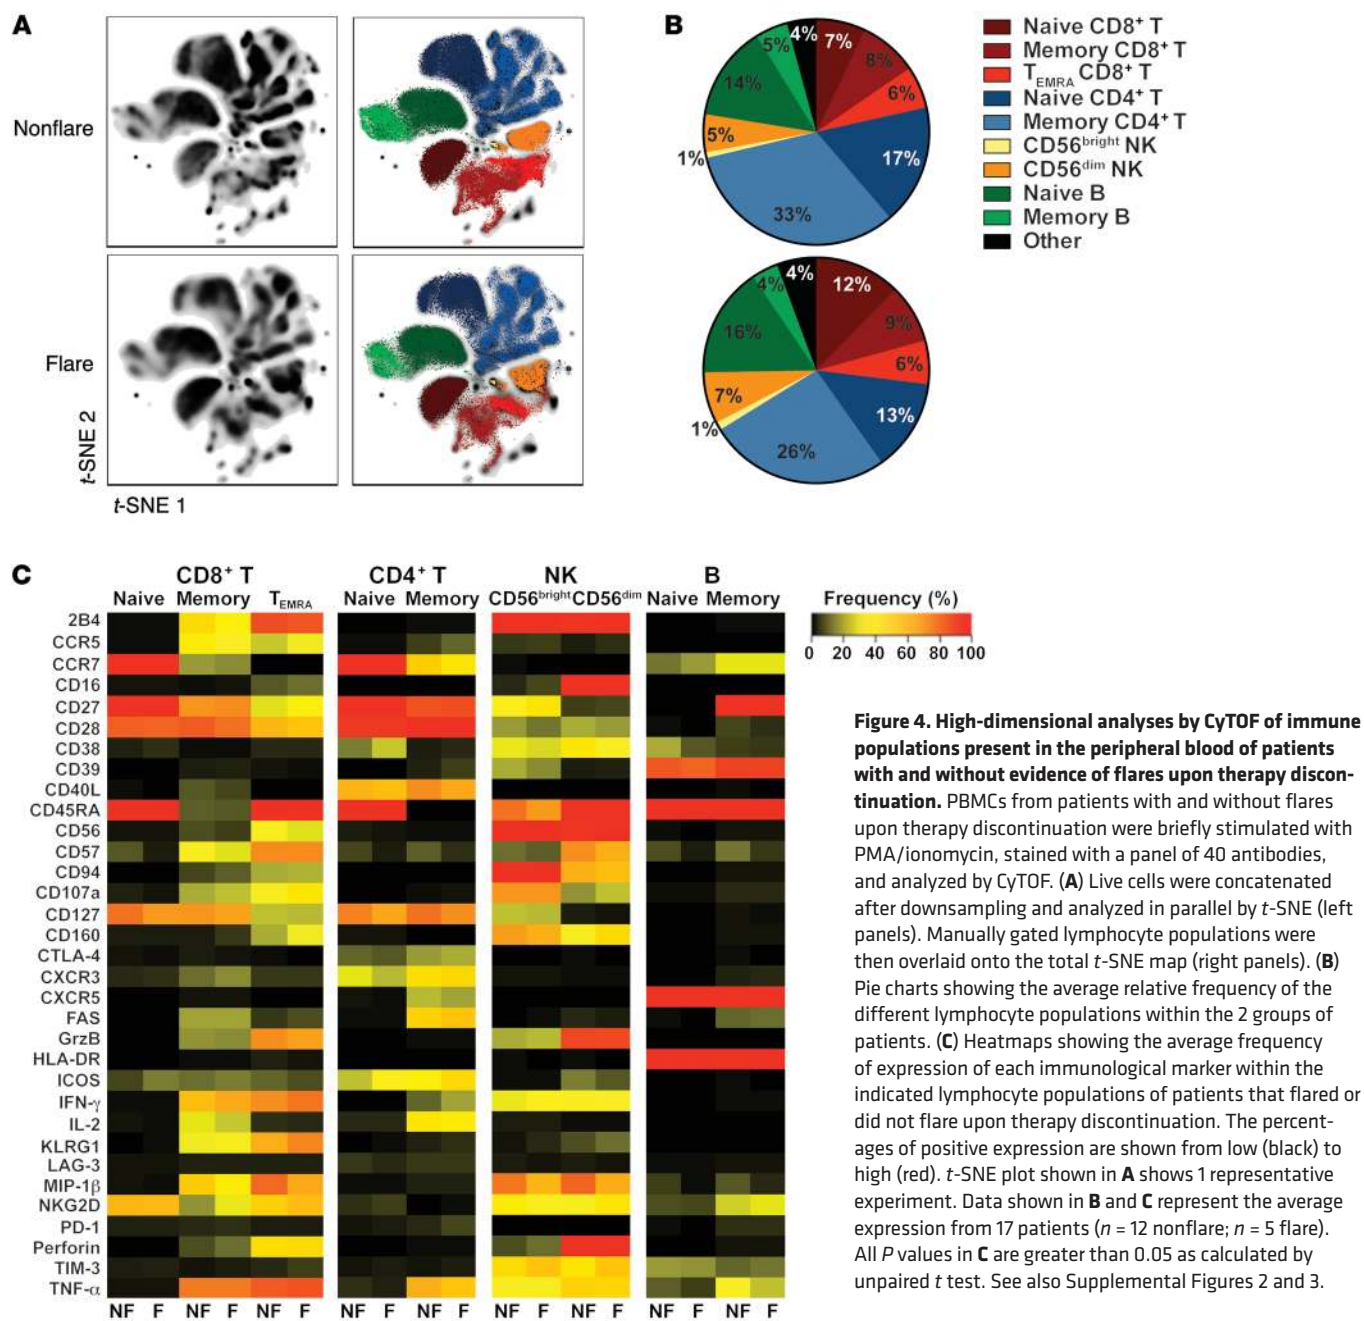 A
Nonflare
Flare
t-SNE 2
t-SNE 1
B
4% 7% 8% 6% 17% 33% 1% 5% 14% 5%
4% 12% 9% 6% 13% 26% 1% 7% 16% 4%
Naive CD8⁺ T
Memory CD8⁺ T
T_EMRA CD8⁺ T
Naive CD4⁺ T
Memory CD4⁺ T
CD56^bright NK
CD56^dim NK
Naive B
Memory B
Other
C
CD8⁺ T CD4⁺ T NK B
Naive Memory T_EMRA Naive Memory CD56^bright CD56^dim Naive Memory
Frequency (%)
0 20 40 60 80 100
2B4
CCR5
CCR7
CD16
CD27
CD28
CD38
CD39
CD40L
CD45RA
CD56
CD57
CD94
CD107a
CD127
CD160
CTLA-4
CXCR3
CXCR5
FAS
GrzB
HLA-DR
ICOS
IFN-γ
IL-2
KLRG1
LAG-3
MIP-1β
NKG2D
PD-1
Perforin
TIM-3
TNF-α
NF F NF F NF F NF F NF F NF F NF F NF F NF F
Figure 4. High-dimensional analyses by CyTOF of immune
populations present in the peripheral blood of patients
with and without evidence of flares upon therapy discon-
tinuation. PBMCs from patients with and without flares
upon therapy discontinuation were briefly stimulated with
PMA/ionomycin, stained with a panel of 40 antibodies,
and analyzed by CyTOF. (A) Live cells were concatenated
after downsampling and analyzed in parallel by t-SNE (left
panels). Manually gated lymphocyte populations were
then overlaid onto the total t-SNE map (right panels). (B)
Pie charts showing the average relative frequency of the
different lymphocyte populations within the 2 groups of
patients. (C) Heatmaps showing the average frequency
of expression of each immunological marker within the
indicated lymphocyte populations of patients that flared or
did not flare upon therapy discontinuation. The percent-
ages of positive expression are shown from low (black) to
high (red). t-SNE plot shown in A shows 1 representative
experiment. Data shown in B and C represent the average
expression from 17 patients (n = 12 nonflare; n = 5 flare).
All P values in C are greater than 0.05 as calculated by
unpaired t test. See also Supplemental Figures 2 and 3.